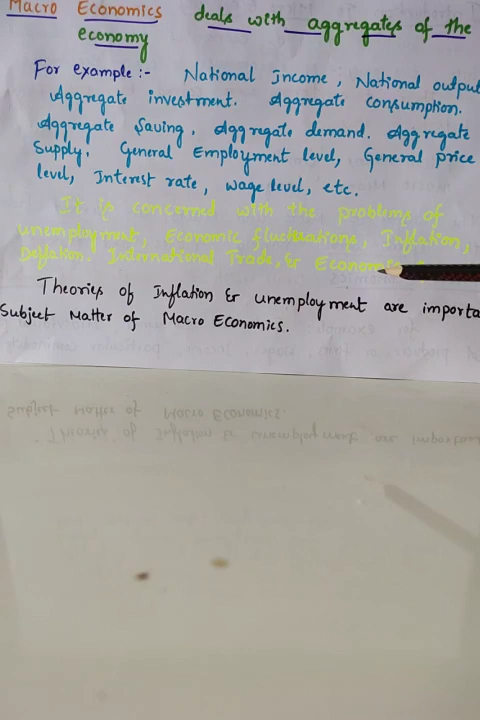 Macro Economics deals with aggregates of the
economy
For example :- National Income, National output
Aggregate investment. Aggregate Consumption.
Aggregate Saving. Aggregate demand. Aggregate
Supply. General Employment level, General price
level, Interest rate, wage level, etc.
It is concerned with the problems of
unemployment, Economic fluctuations, Inflation,
Deflation. International Trade, &
Theories of Inflation & unemployment are importa
Subject Matter of Macro Economics.